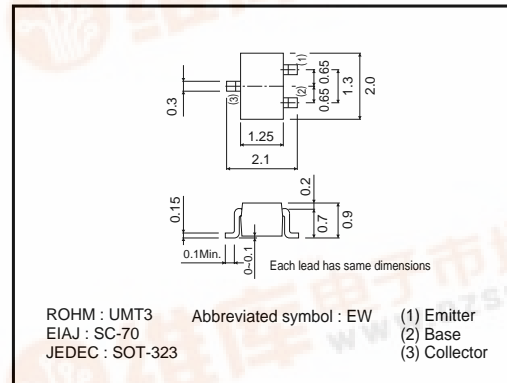 (1)
0.65
0.65
1.3
2.0
(3)
(2)
0.3
1.25
2.1
0.2
0.15
0.7
0.9
0.1Min.
0~0.1
Each lead has same dimensions
ROHM : UMT3
Abbreviated symbol : EW
(1) Emitter
EIAJ : SC-70
(2) Base
JEDEC : SOT-323
(3) Collector